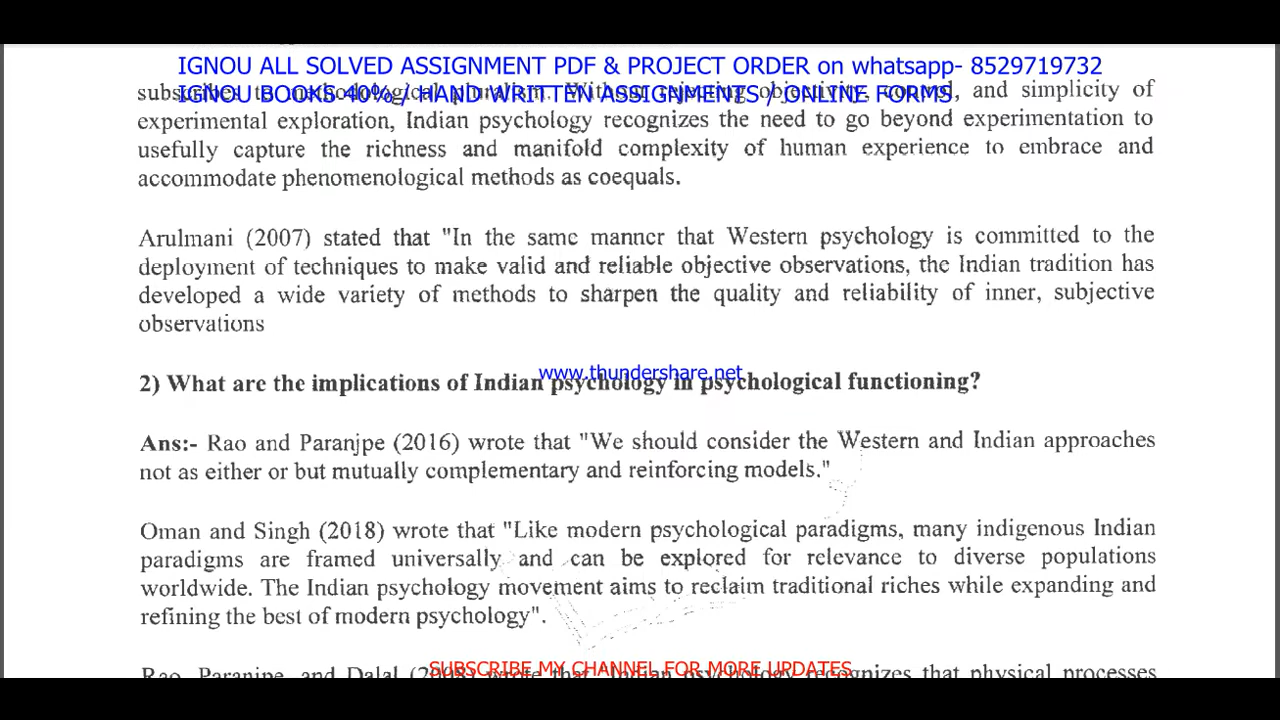 IGNOU ALL SOLVED ASSIGNMENT PDF & PROJECT ORDER on whatsapp- 8529719732
IGNOU BOOKS 40% / HAND WRITTEN ASSIGNMENTS / ONLINE FORMS
subscribes to methodological pluralism. Without rejecting objectivity, control, and simplicity of
experimental exploration, Indian psychology recognizes the need to go beyond experimentation to
usefully capture the richness and manifold complexity of human experience to embrace and
accommodate phenomenological methods as coequals.
Arulmani (2007) stated that "In the same manner that Western psychology is committed to the
deployment of techniques to make valid and reliable objective observations, the Indian tradition has
developed a wide variety of methods to sharpen the quality and reliability of inner, subjective
observations
www.thundershare.net
2) What are the implications of Indian psychology in psychological functioning?
Ans:- Rao and Paranjpe (2016) wrote that "We should consider the Western and Indian approaches
not as either or but mutually complementary and reinforcing models."
Oman and Singh (2018) wrote that "Like modern psychological paradigms, many indigenous Indian
paradigms are framed universally and can be explored for relevance to diverse populations
worldwide. The Indian psychology movement aims to reclaim traditional riches while expanding and
refining the best of modern psychology".
SUBSCRIBE MY CHANNEL FOR MORE UPDATES
Rao, Paranjpe, and Dalal wrote that "Indian psychology recognizes that physical processes